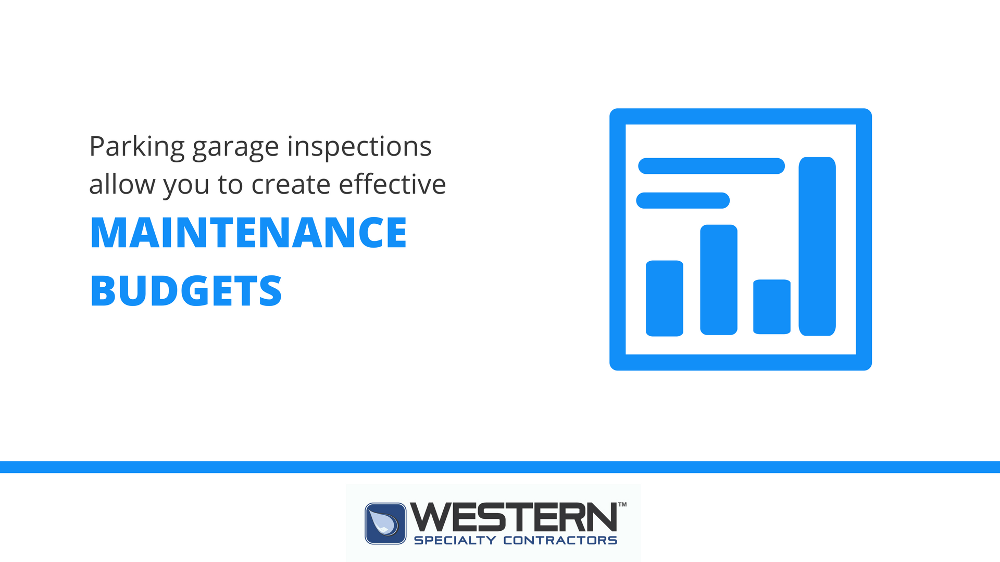 Parking garage inspections
allow you to create effective
MAINTENANCE
BUDGETS
WESTERN™
SPECIALTY CONTRACTORS